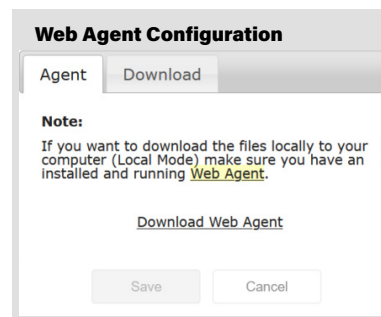 Web Agent Configuration
Agent Download
Note:
If you want to download the files locally to your
computer (Local Mode) make sure you have an
installed and running Web Agent.
Download Web Agent
Save Cancel